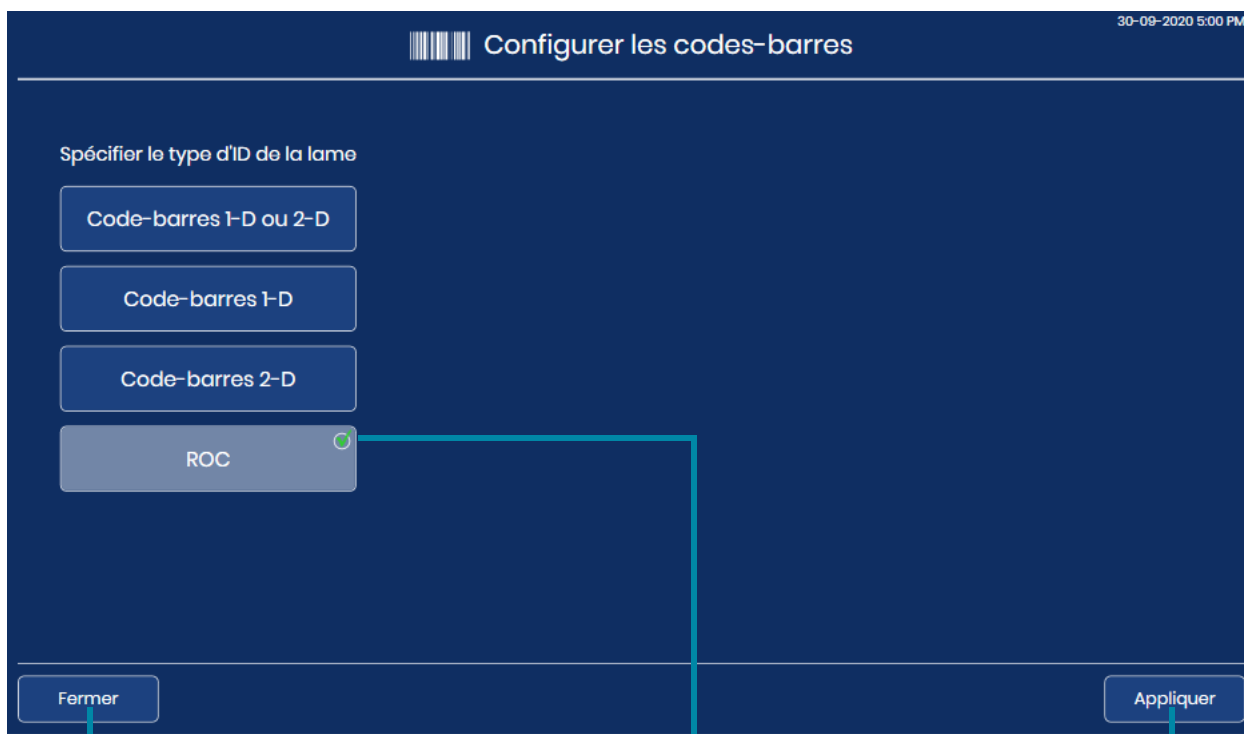 30-09-2020 5:00 PM
Configurer les codes-barres
Spécifier le type d'ID de la lame
Code-barres 1-D ou 2-D
Code-barres 1-D
Code-barres 2-D
ROC
Fermer
Appliquer